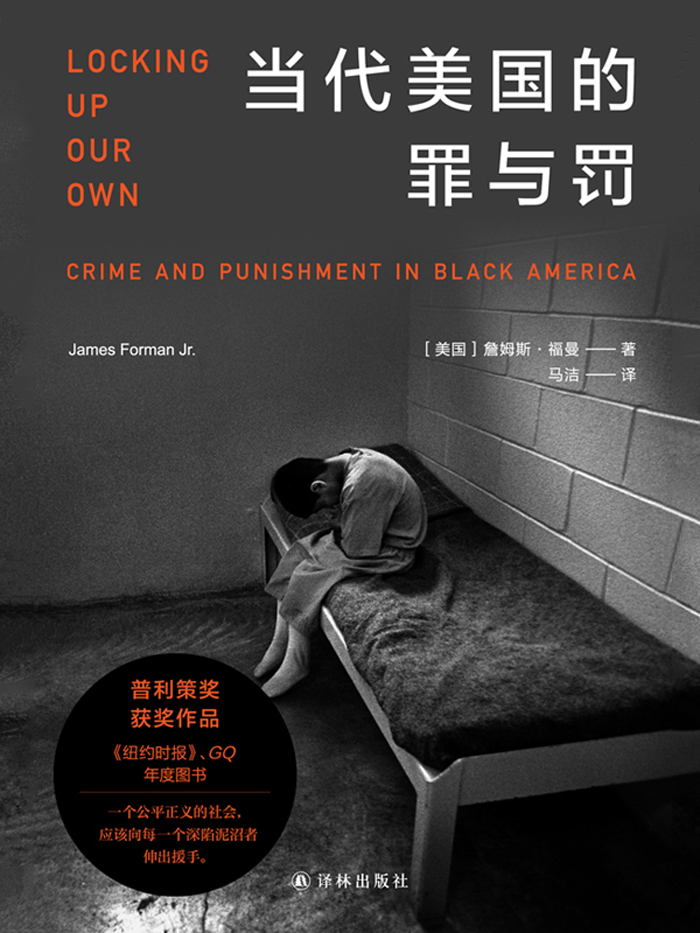 LOCKING
UP
OUR
OWN
当代美国的
罪与罚
CRIME AND PUNISHMENT IN BLACK AMERICA
James Forman Jr.
［美国］詹姆斯·福曼 —— 著
马洁 —— 译
普利策奖
获奖作品
《纽约时报》、GQ
年度图书
一个公平正义的社会，
应该向每一个深陷泥沼者
伸出援手。
译林出版社